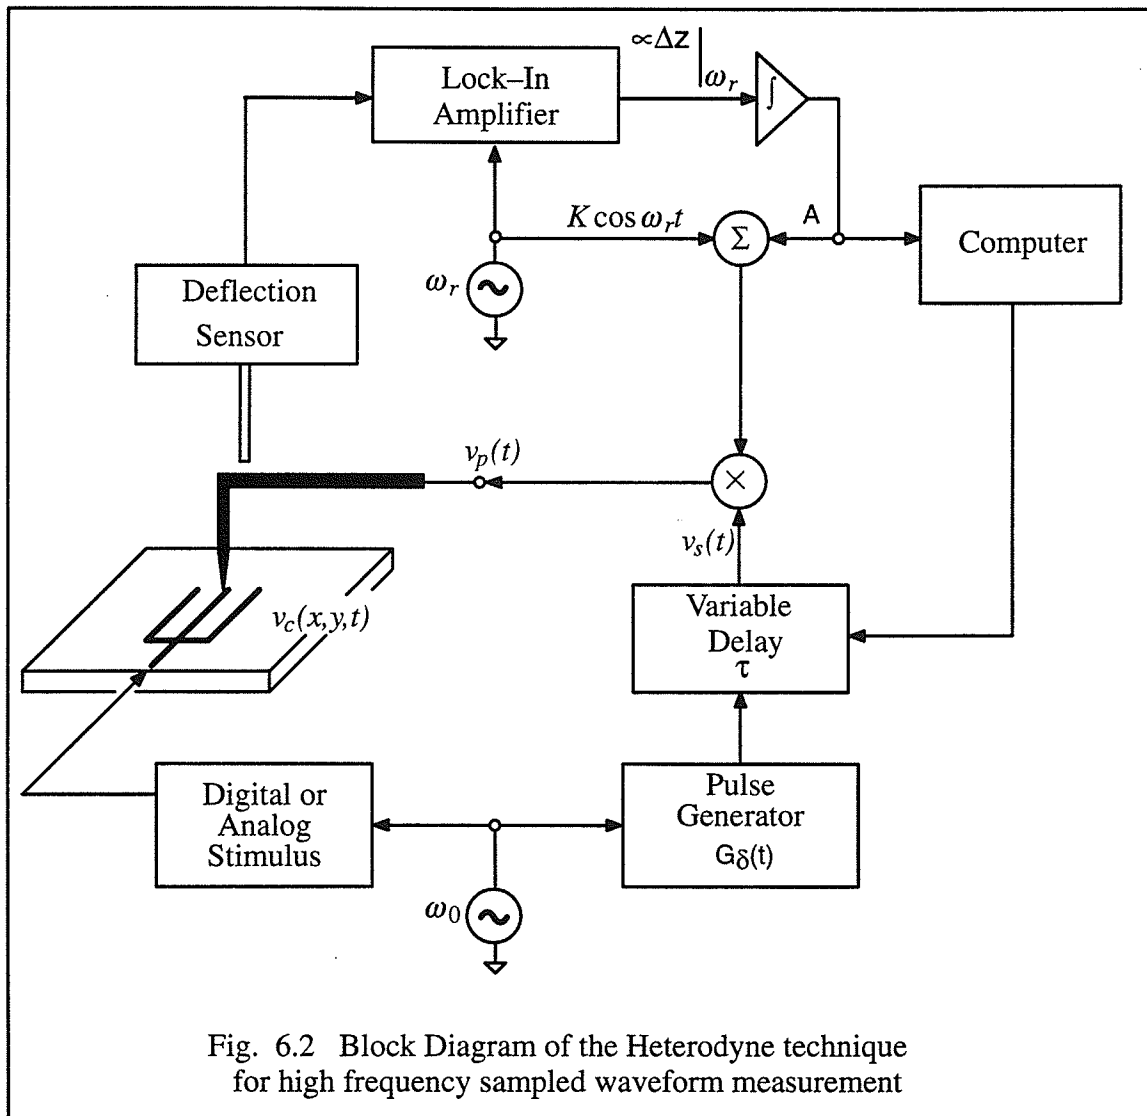 ∝ΔZ|ωr
Lock–In
Amplifier
∫
K cos ωrt
Σ
A
Computer
ωr
Deflection
Sensor
vp(t)
×
vs(t)
vc(x,y,t)
Variable
Delay
τ
Digital or
Analog
Stimulus
Pulse
Generator
Gδ(t)
ω0
Fig. 6.2 Block Diagram of the Heterodyne technique
for high frequency sampled waveform measurement